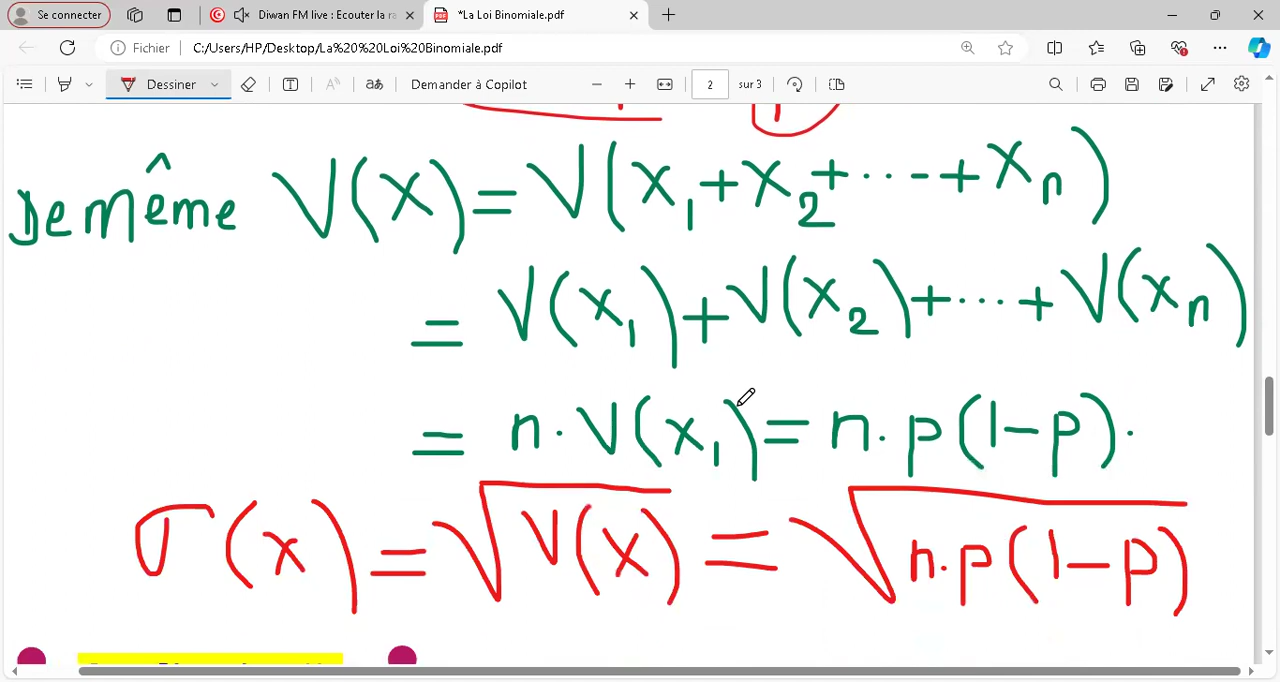 Se connecter
Diwan FM live : Ecouter la ra
*La Loi Binomiale.pdf
Fichier C:/Users/HP/Desktop/La%20%20Loi%20Binomiale.pdf
Dessiner aあ Demander à Copilot 2 sur 3
De même V(X) = V(X₁ + X₂ + ... + Xₙ)
= V(X₁) + V(X₂) + ... + V(Xₙ)
= n . V(X₁) = n . p(1-p) .
σ(X) = √V(X) = √n.p(1-p)